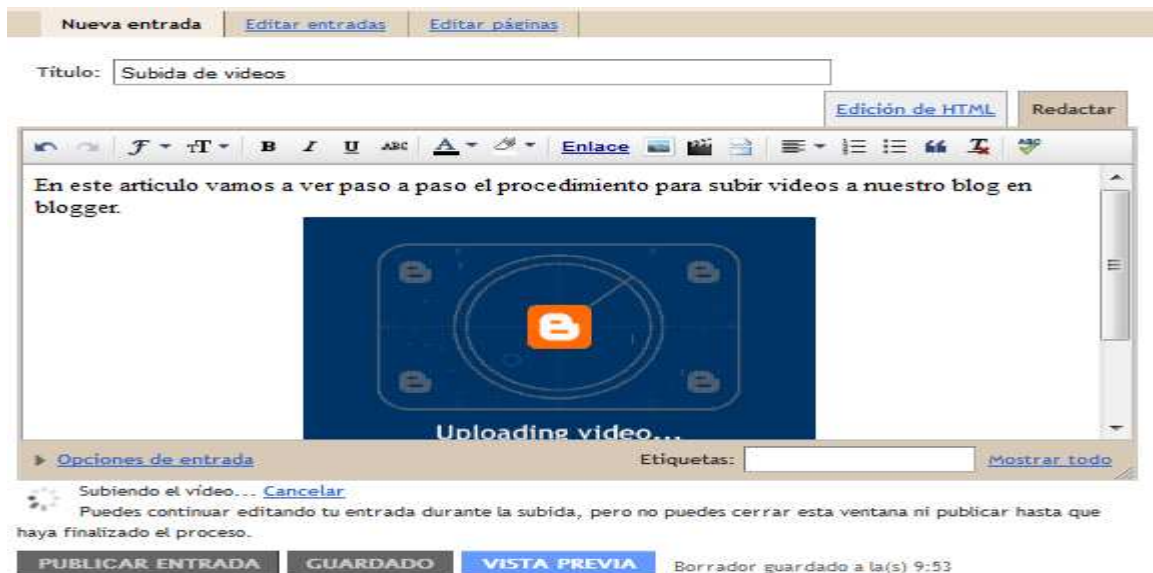 Nueva entrada Editar entradas Editar páginas
Título: Subida de videos
Edición de HTML Redactar
B I U ABC A Enlace
En este articulo vamos a ver paso a paso el procedimiento para subir videos a nuestro blog en
blogger.
Uploading video...
Opciones de entrada Etiquetas: Mostrar todo
Subiendo el vídeo... Cancelar
Puedes continuar editando tu entrada durante la subida, pero no puedes cerrar esta ventana ni publicar hasta que
haya finalizado el proceso.
PUBLICAR ENTRADA GUARDADO VISTA PREVIA Borrador guardado a la(s) 9:53